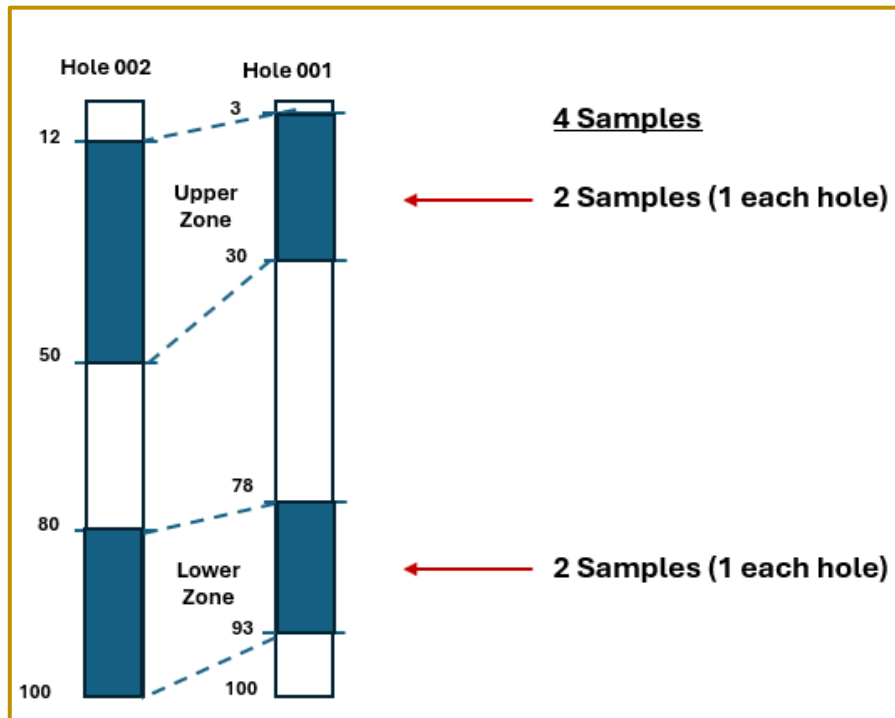 Hole 002
Hole 001
3
4 Samples
12
Upper
Zone
2 Samples (1 each hole)
30
50
78
80
Lower
Zone
2 Samples (1 each hole)
93
100
100